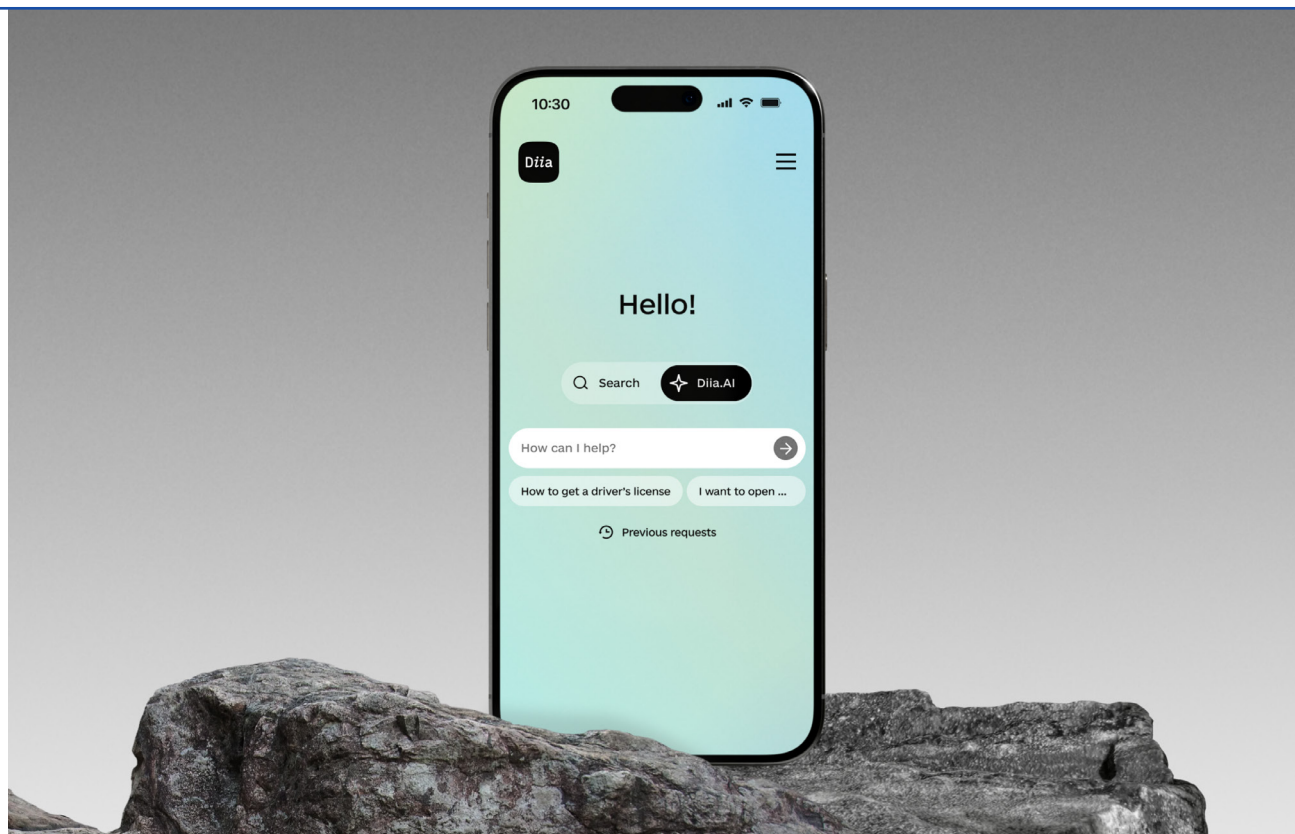 10:30
Diia
Hello!
Search
Diia.AI
How can I help?
How to get a driver's license
I want to open ...
Previous requests